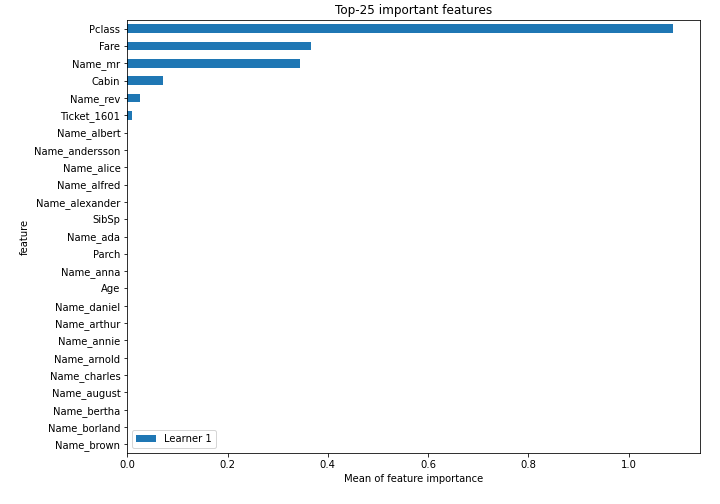 Top-25 important features
Pclass
Fare
Name_mr
Cabin
Name_rev
Ticket_1601
Name_albert
Name_andersson
Name_alice
Name_alfred
Name_alexander
SibSp
Name_ada
Parch
Name_anna
Age
Name_daniel
Name_arthur
Name_annie
Name_arnold
Name_charles
Name_august
Name_bertha
Name_borland
Name_brown
feature
Learner 1
0.0 0.2 0.4 0.6 0.8 1.0
Mean of feature importance